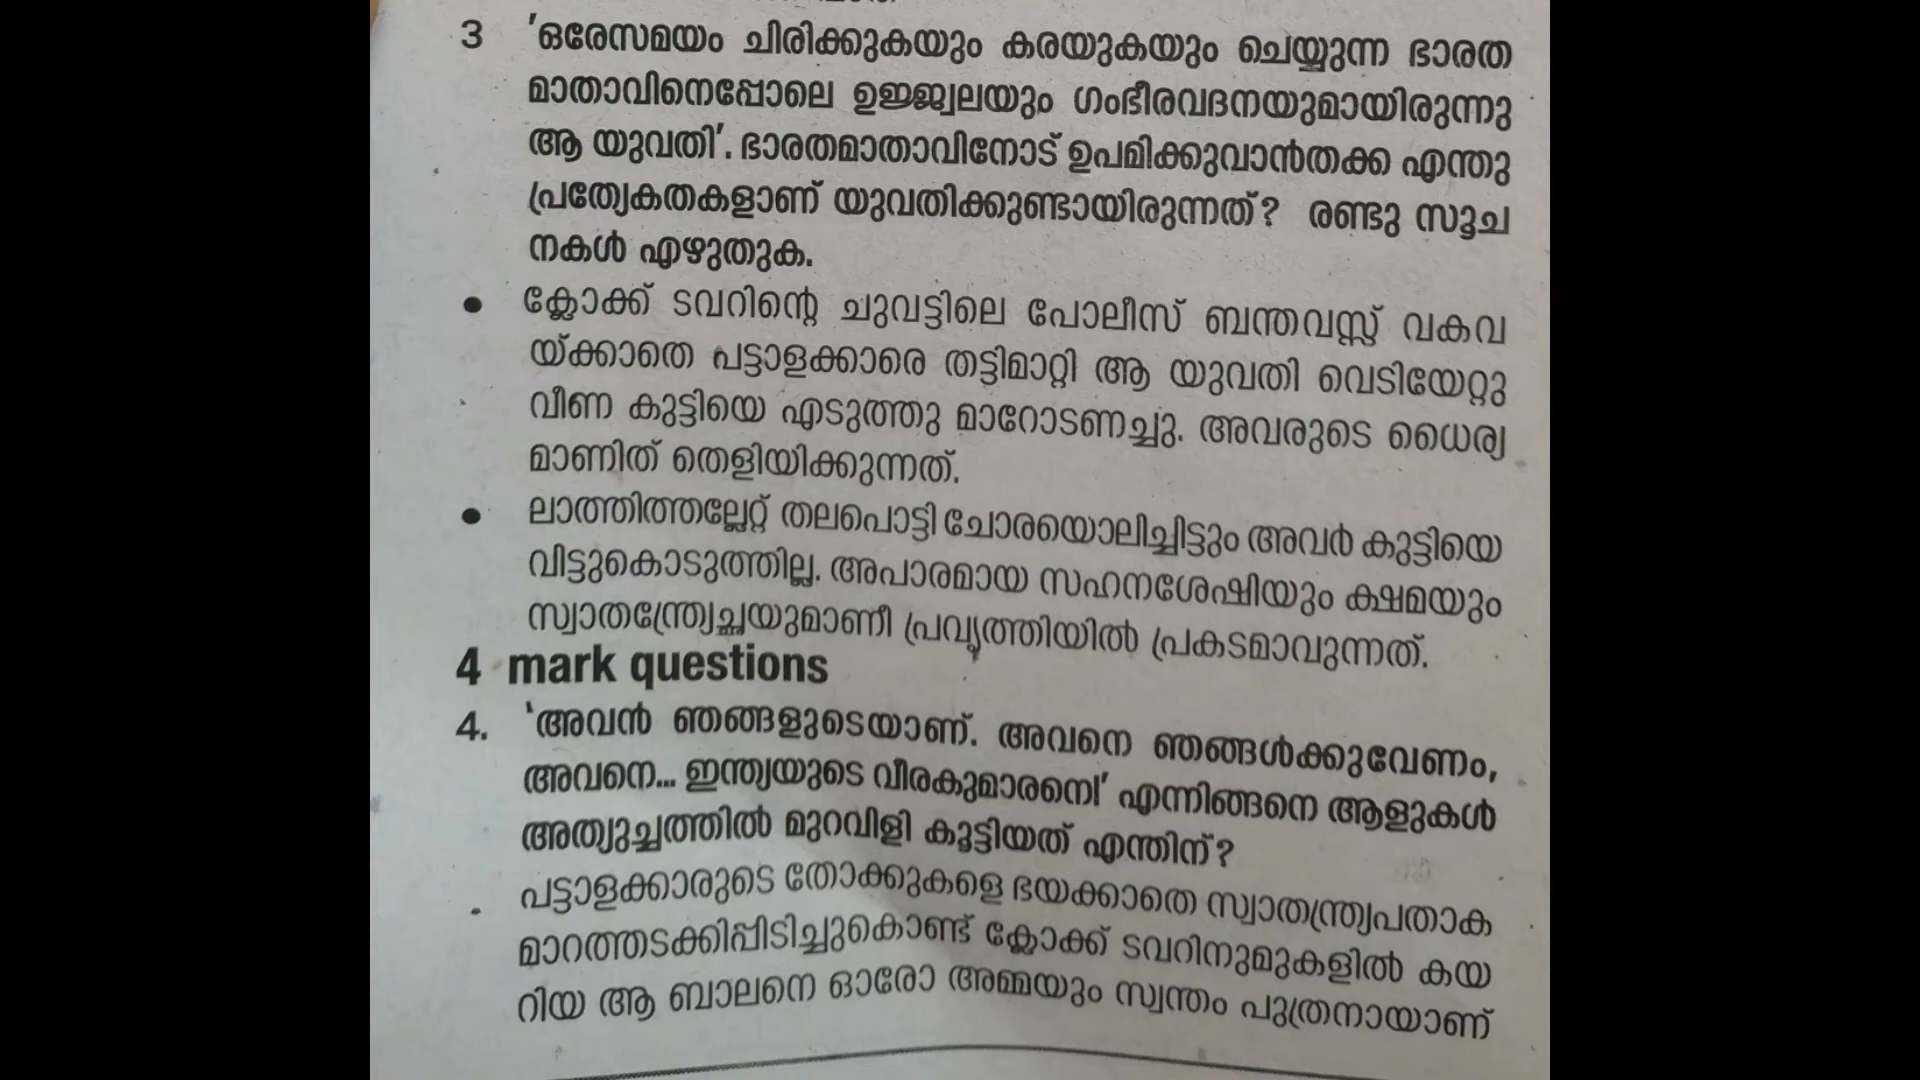 3 'ഒരേസമയം ചിരിക്കുകയും കരയുകയും ചെയ്യുന്ന ഭാരത
മാതാവിനെപ്പോലെ ഉജ്ജ്വലയും ഗംഭീരവദനയുമായിരുന്നു
ആ യുവതി'. ഭാരതമാതാവിനോട് ഉപമിക്കുവാൻതക്ക എന്തു
പ്രത്യേകതകളാണ് യുവതിക്കുണ്ടായിരുന്നത്? രണ്ടു സൂച
നകൾ എഴുതുക.
• ക്ലോക്ക് ടവറിന്റെ ചുവട്ടിലെ പോലീസ് ബന്തവസ്സ് വകവ
യ്ക്കാതെ പട്ടാളക്കാരെ തട്ടിമാറ്റി ആ യുവതി വെടിയേറ്റു
വീണ കുട്ടിയെ എടുത്തു മാറോടണച്ചു. അവരുടെ ധൈര്യ
മാണിത് തെളിയിക്കുന്നത്.
• ലാത്തിത്തല്ലേറ്റ് തലപൊട്ടി ചോരയൊലിച്ചിട്ടും അവർ കുട്ടിയെ
വിട്ടുകൊടുത്തില്ല. അപാരമായ സഹനശേഷിയും ക്ഷമയും
സ്വാതന്ത്ര്യേച്ഛയുമാണീ പ്രവൃത്തിയിൽ പ്രകടമാവുന്നത്.
4 mark questions
4. 'അവൻ ഞങ്ങളുടെയാണ്. അവനെ ഞങ്ങൾക്കുവേണം,
അവനെ... ഇന്ത്യയുടെ വീരകുമാരനെ!' എന്നിങ്ങനെ ആളുകൾ
അത്യുച്ചത്തിൽ മുറവിളി കൂട്ടിയത് എന്തിന്?
പട്ടാളക്കാരുടെ തോക്കുകളെ ഭയക്കാതെ സ്വാതന്ത്ര്യപതാക
മാറത്തടക്കിപ്പിടിച്ചുകൊണ്ട് ക്ലോക്ക് ടവറിനുമുകളിൽ കയ
റിയ ആ ബാലനെ ഓരോ അമ്മയും സ്വന്തം പുത്രനായാണ്